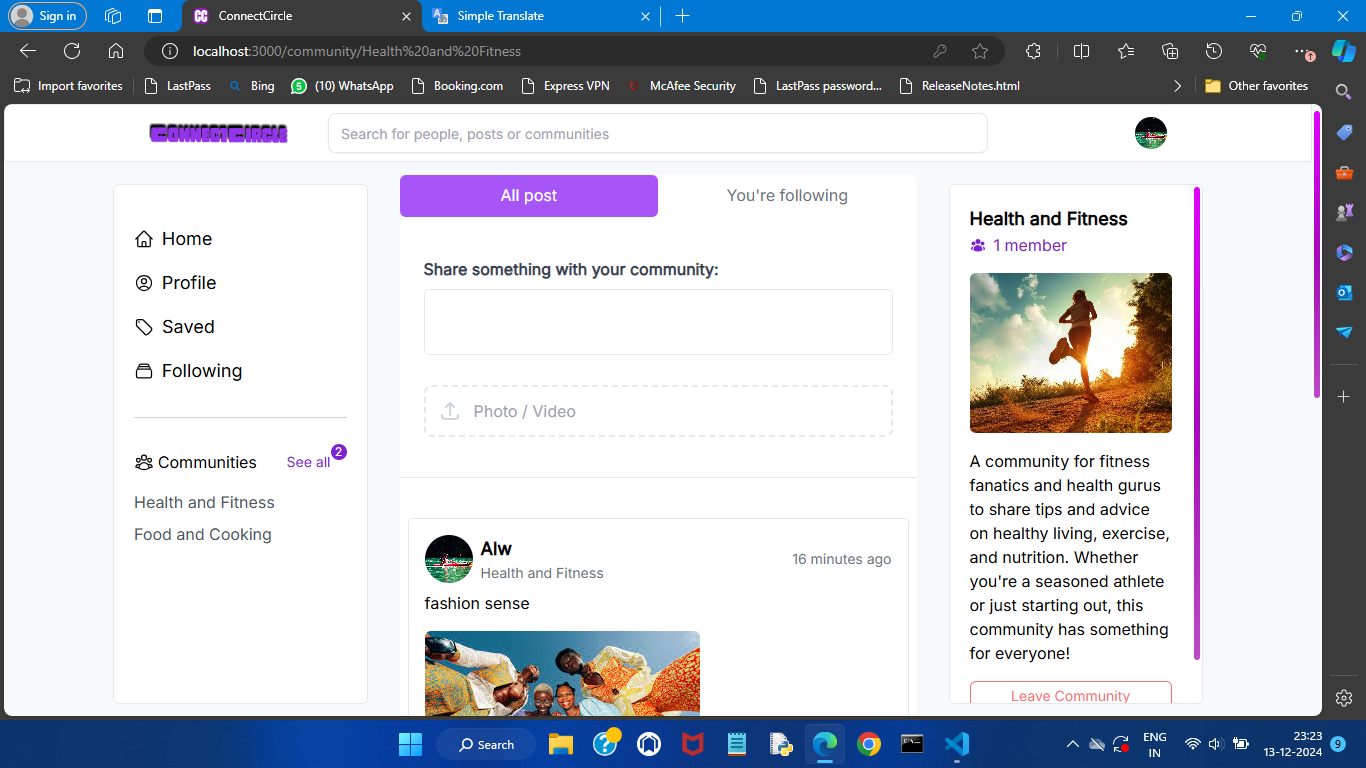 Sign in
ConnectCircle
Simple Translate
localhost:3000/community/Health%20and%20Fitness
Import favorites
LastPass
Bing
(10) WhatsApp
Booking.com
Express VPN
McAfee Security
LastPass password...
ReleaseNotes.html
Other favorites
ConnectCircle
Search for people, posts or communities
Home
Profile
Saved
Following
Communities
See all
2
Health and Fitness
Food and Cooking
All post
You're following
Share something with your community:
Photo / Video
Alw
Health and Fitness
16 minutes ago
fashion sense
Health and Fitness
1 member
A community for fitness
fanatics and health gurus
to share tips and advice
on healthy living, exercise,
and nutrition. Whether
you're a seasoned athlete
or just starting out, this
community has something
for everyone!
Leave Community
Search
ENG
IN
23:23
13-12-2024
9